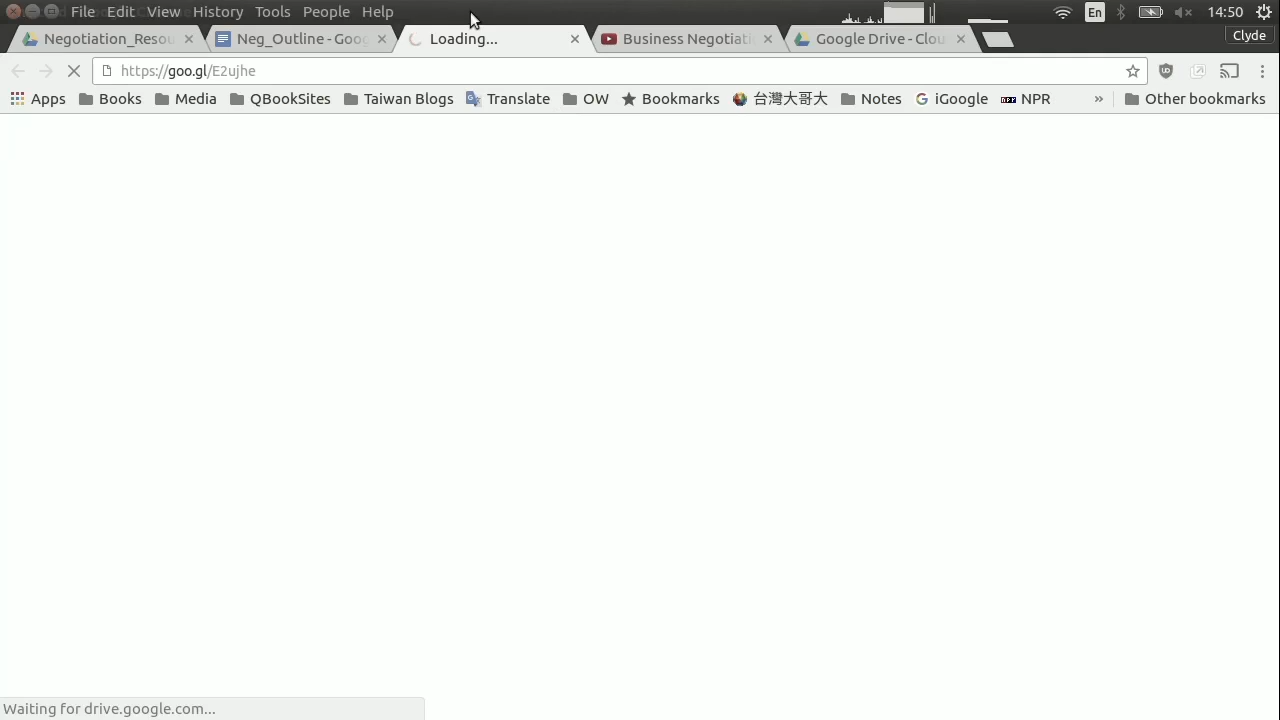 File Edit View History Tools People Help En 14:50
Negotiation_Resou Neg_Outline - Goog Loading... Business Negotiati Google Drive - Clou Clyde
https://goo.gl/E2ujhe
Apps Books Media QBookSites Taiwan Blogs Translate OW Bookmarks 台灣大哥大 Notes iGoogle NPR » Other bookmarks
Waiting for drive.google.com...